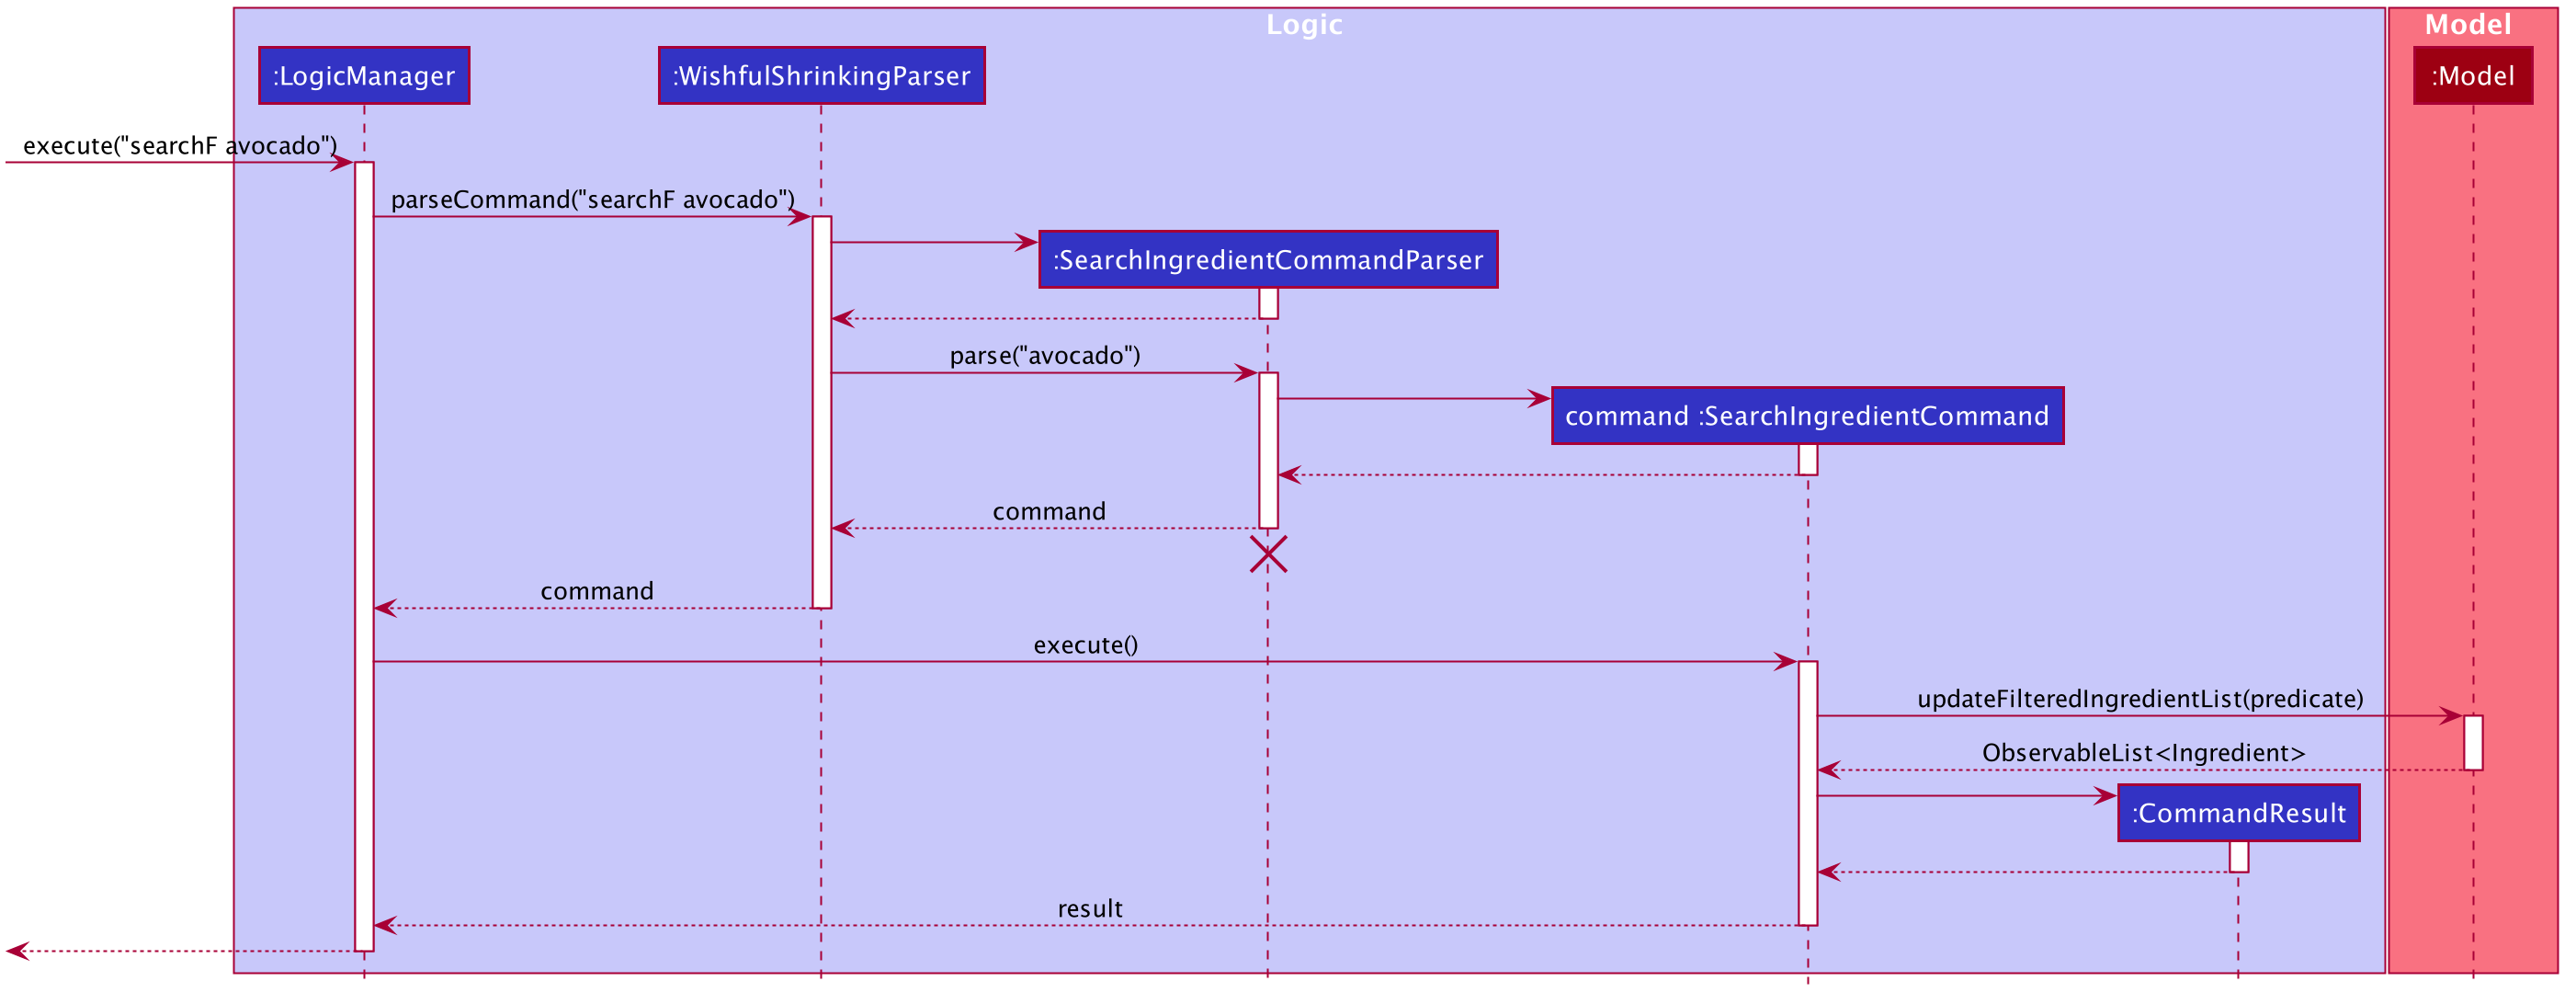 Logic
Model
:LogicManager
:WishfulShrinkingParser
:Model
execute("searchF avocado")
parseCommand("searchF avocado")
:SearchIngredientCommandParser
parse("avocado")
command :SearchIngredientCommand
command
command
execute()
updateFilteredIngredientList(predicate)
ObservableList<Ingredient>
:CommandResult
result